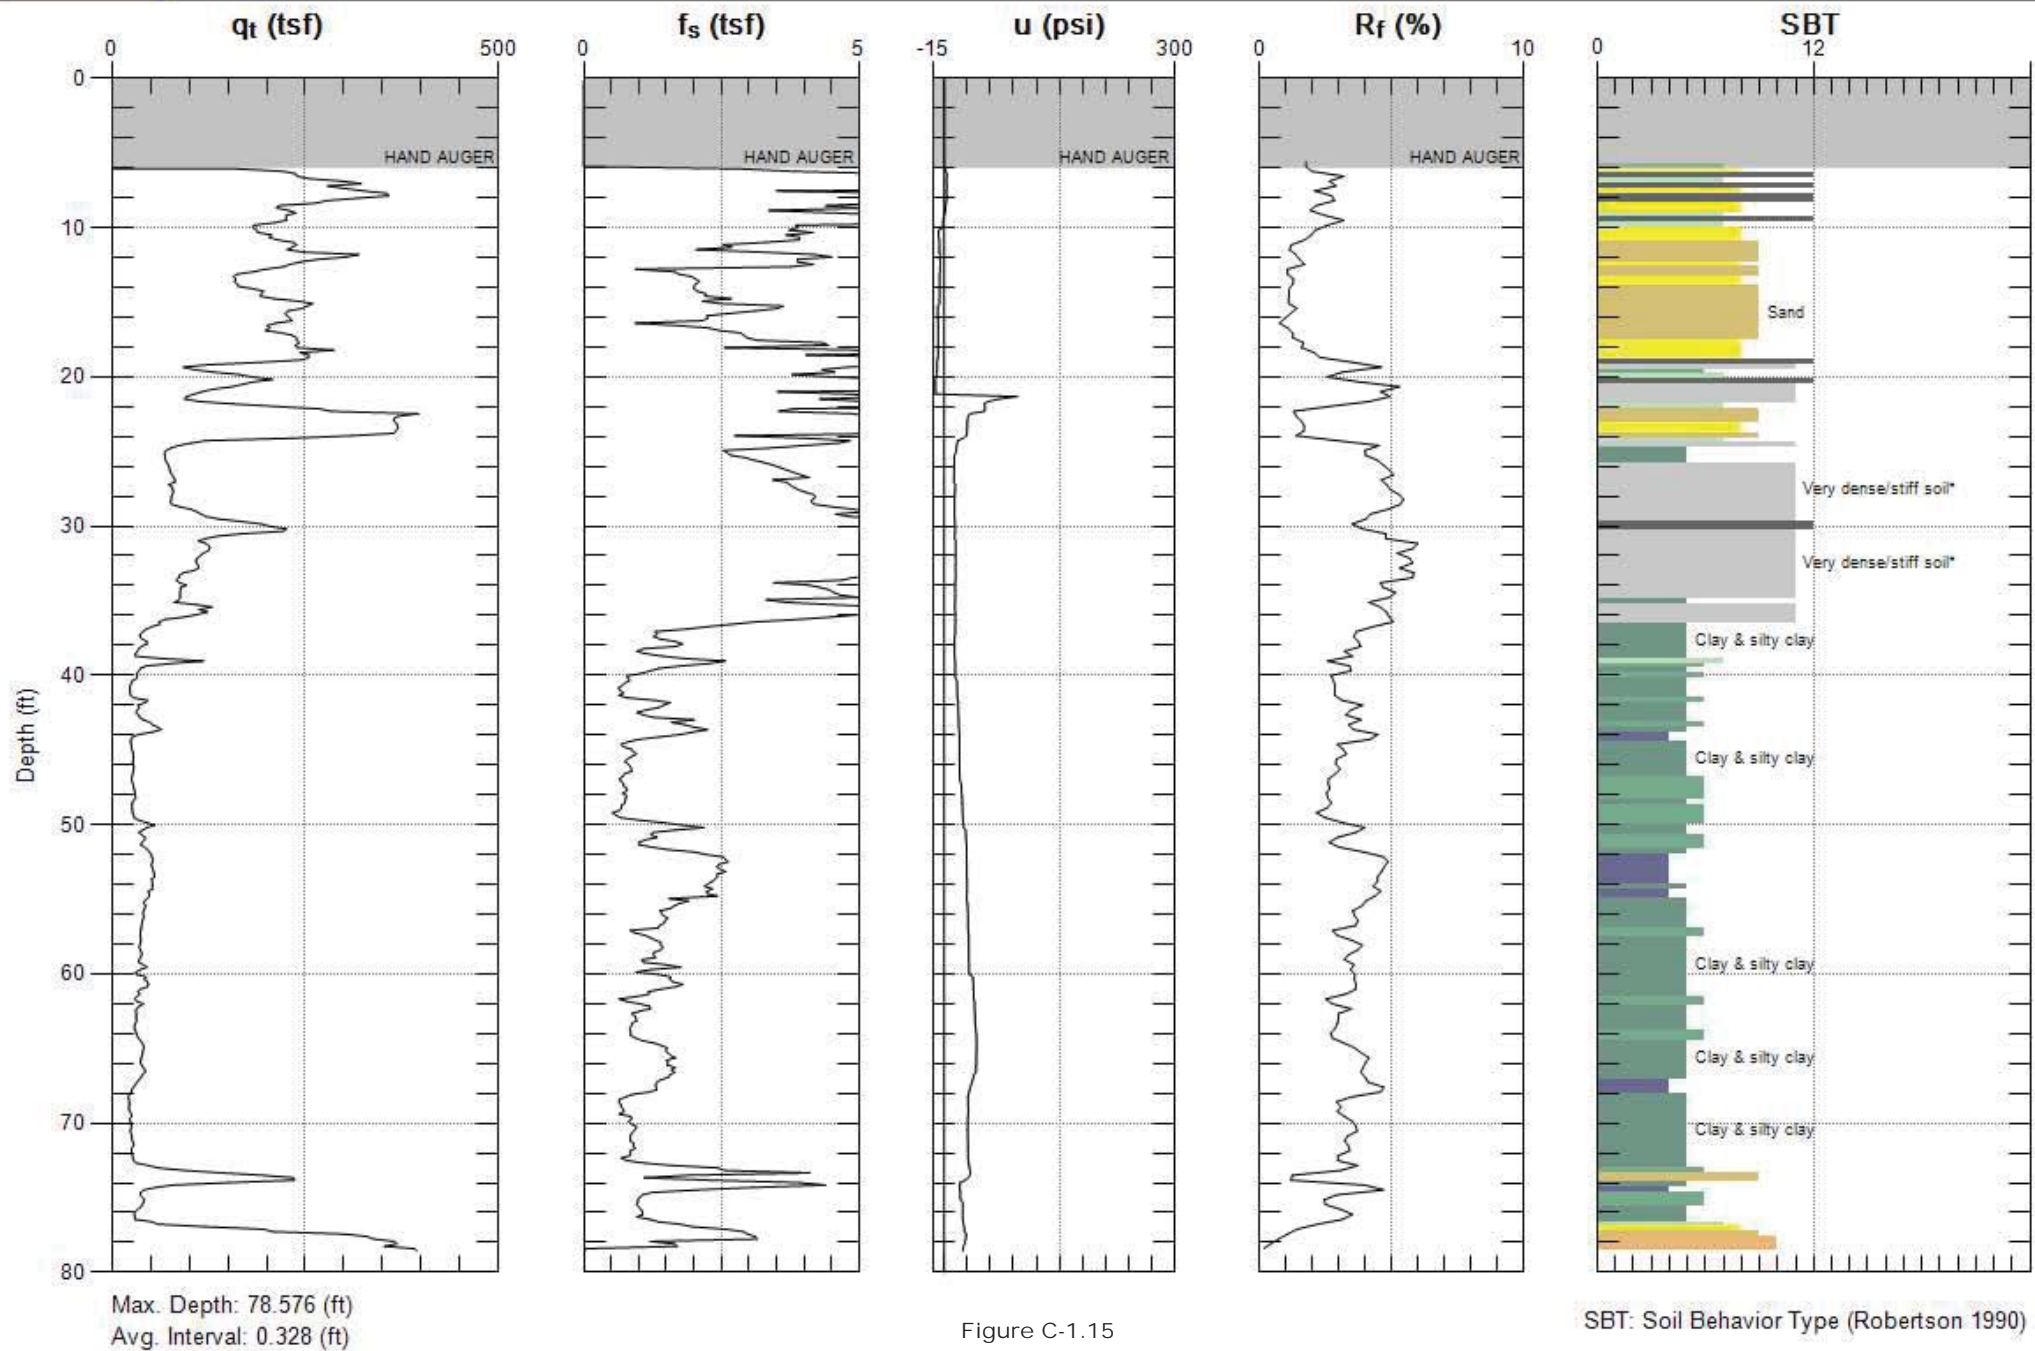 qt (tsf) fs (tsf) u (psi) Rf (%) SBT
0 500 0 5 -15 300 0 10 0 12
0
HAND AUGER HAND AUGER HAND AUGER HAND AUGER
10
Sand
20
Very dense/stiff soil*
30
Very dense/stiff soil*
Clay & silty clay
40
Depth (ft)
Clay & silty clay
50
60
Clay & silty clay
Clay & silty clay
70
Clay & silty clay
80
Max. Depth: 78.576 (ft)
Avg. Interval: 0.328 (ft)
Figure C-1.15
SBT: Soil Behavior Type (Robertson 1990)